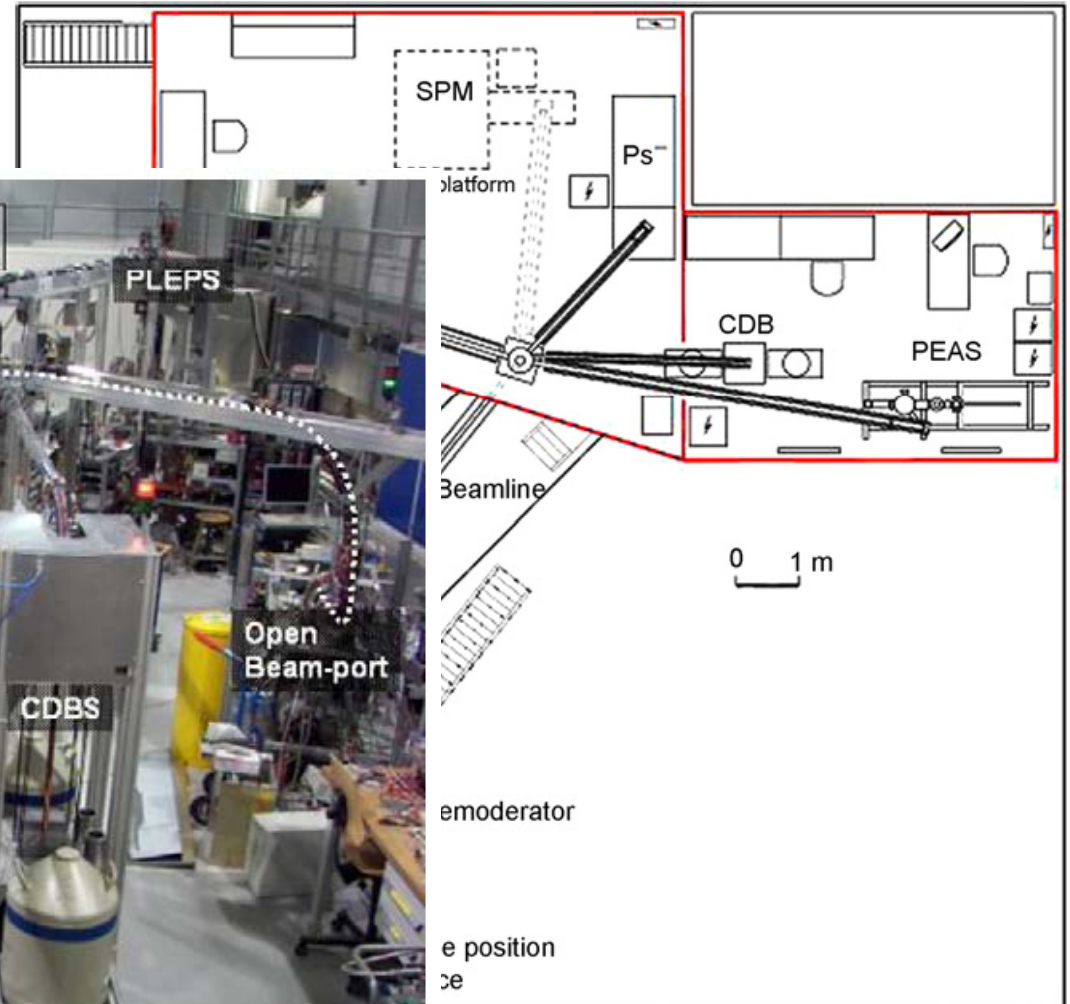 SPM
Ps⁻
platform
PLEPS
CDB
PEAS
Beamline
0 1 m
Open
Beam-port
CDBS
emoderator
e position
ce